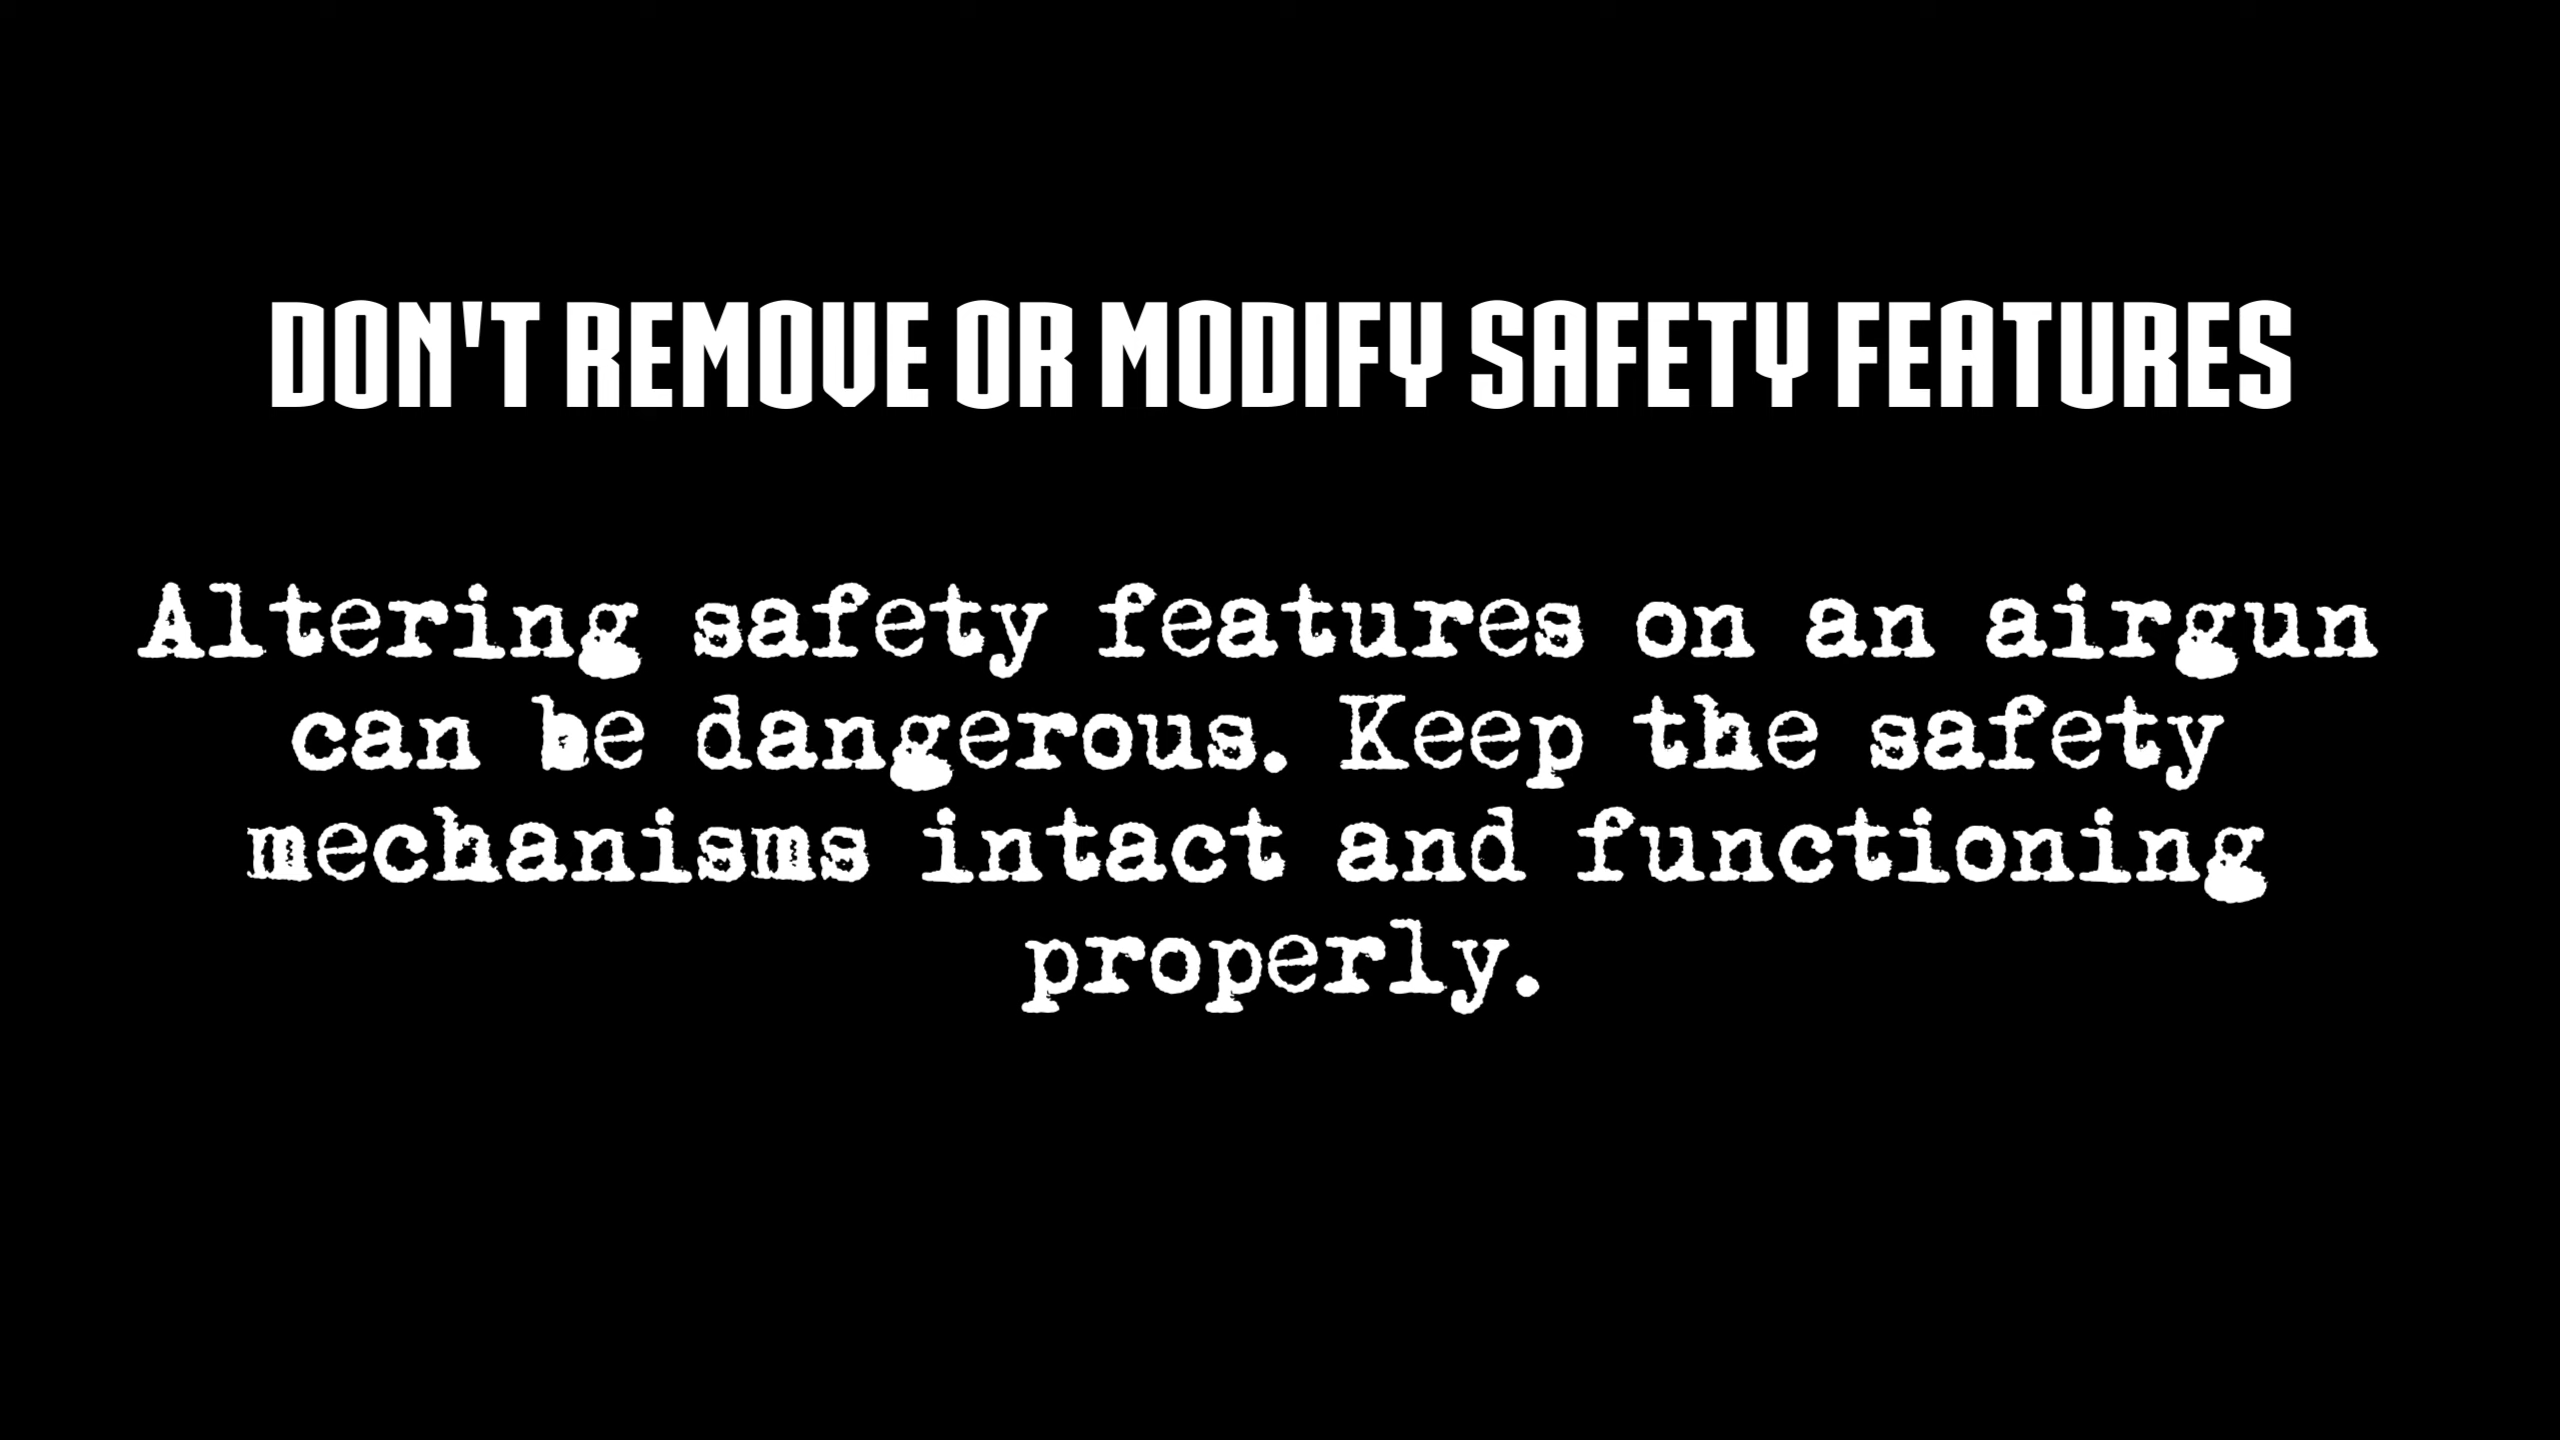 DON'T REMOVE OR MODIFY SAFETY FEATURES
Altering safety features on an airgun
can be dangerous. Keep the safety
mechanisms intact and functioning
properly.